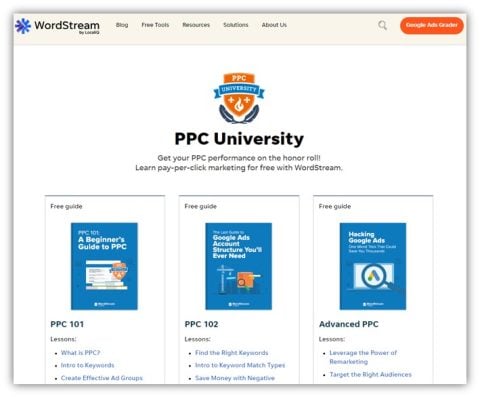 WordStream
by LocaliQ
Blog
Free Tools
Resources
Solutions
About Us
Google Ads Grader
PPC
UNIVERSITY
PPC University
Get your PPC performance on the honor roll!
Learn pay-per-click marketing for free with WordStream.
Free guide
PPC 101:
A Beginner's
Guide to PPC
WordStream
PPC 101
Lessons:
What is PPC?
Intro to Keywords
Create Effective Ad Groups
Free guide
The Last Guide to
Google Ads
Account
Structure You'll
Ever Need
WordStream
PPC 102
Lessons:
Find the Right Keywords
Intro to Keyword Match Types
Save Money with Negative
Free guide
Hacking
Google Ads
Save You Thousands
WordStream
Advanced PPC
Lessons:
Leverage the Power of
Remarketing
Target the Right Audiences